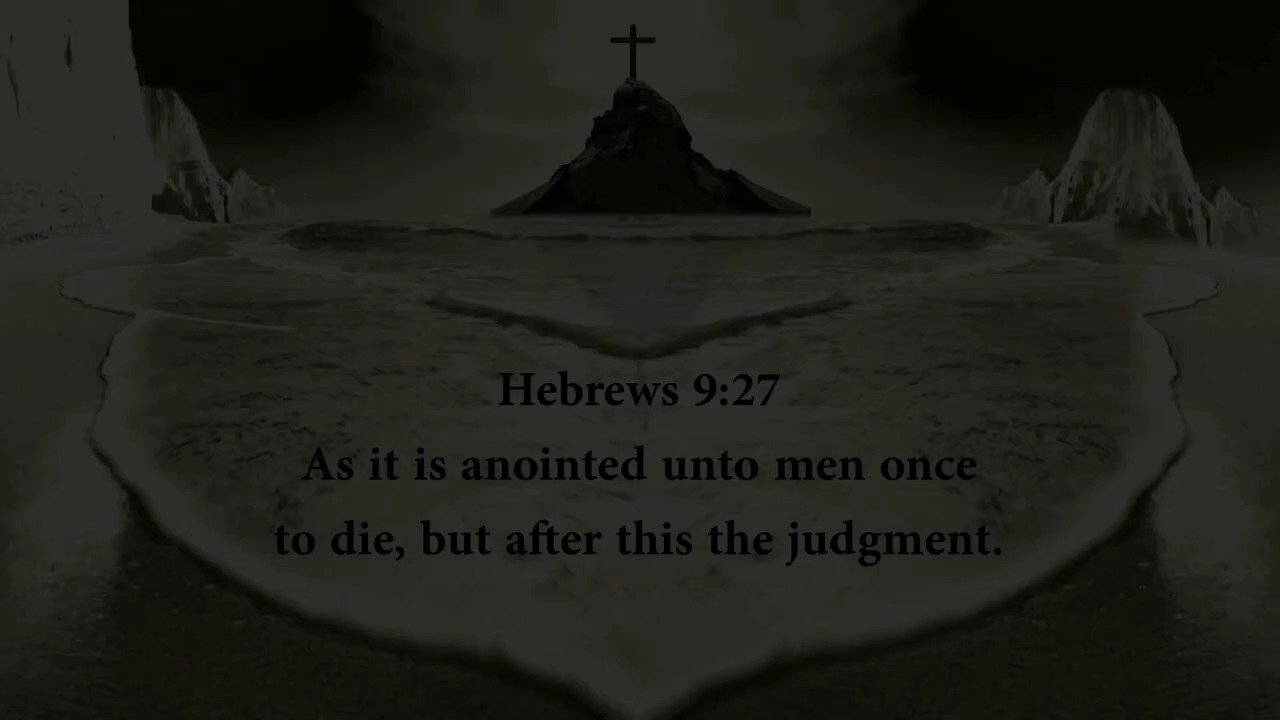 Hebrews 9:27
As it is anointed unto men once
to die, but after this the judgment.